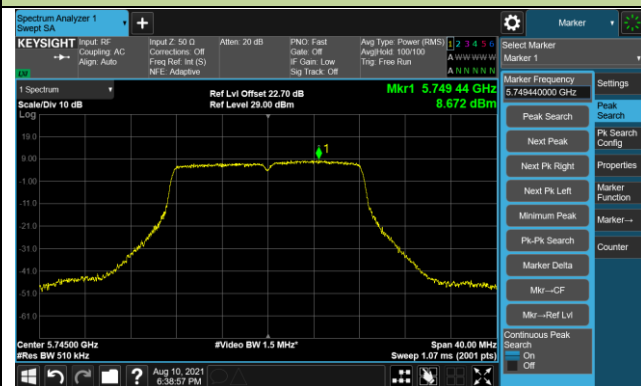 Spectrum Analyzer 1
Swept SA
+
Marker
KEYSIGHT
Input: RF
Coupling: AC
Align: Auto
Input Z: 50 Ω
Corrections: Off
Freq Ref: Int (S)
NFE: Adaptive
Atten: 20 dB
PNO: Fast
Gate: Off
IF Gain: Low
Sig Track: Off
Avg Type: Power (RMS)
Avg|Hold: 100/100
Trig: Free Run
1 2 3 4 5 6
A W W W W W
A N N N N N
LVI
Select Marker
Marker 1
1 Spectrum
Scale/Div 10 dB
Log
Ref Lvl Offset 22.70 dB
Ref Level 29.00 dBm
Mkr1 5.749 44 GHz
8.672 dBm
19.0
9.00
-1.00
-11.0
-21.0
-31.0
-41.0
-51.0
-61.0
1
Center 5.74500 GHz
#Res BW 510 kHz
#Video BW 1.5 MHz*
Span 40.00 MHz
Sweep 1.07 ms (2001 pts)
Marker Frequency
5.749440000 GHz
Peak Search
Next Peak
Next Pk Right
Next Pk Left
Minimum Peak
Pk-Pk Search
Marker Delta
Mkr→CF
Mkr→Ref Lvl
Continuous Peak
Search
On
Off
Settings
Peak
Search
Pk Search
Config
Properties
Marker
Function
Marker→
Counter
?
Aug 10, 2021
6:38:57 PM